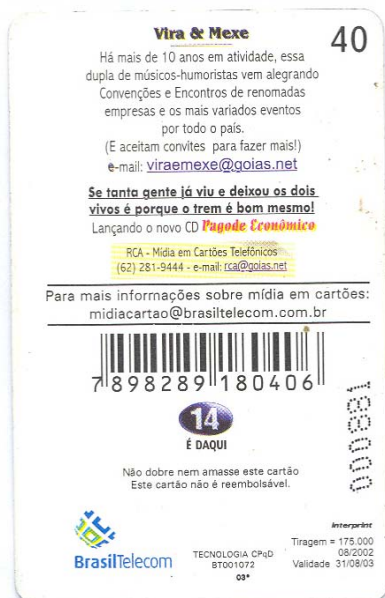 Vira & Mexe
40
Há mais de 10 anos em atividade, essa
dupla de músicos-humoristas vem alegrando
Convenções e Encontros de renomadas
empresas e os mais variados eventos
por todo o país.
(E aceitam convites para fazer mais!)
e-mail: viraemexe@goias.net
Se tanta gente já viu e deixou os dois
vivos é porque o trem é bom mesmo!
Lançando o novo CD Pagode Econômico
RCA - Mídia em Cartões Telefônicos
(62) 281-9444 - e-mail: rca@goias.net
Para mais informações sobre mídia em cartões:
midiacartao@brasiltelecom.com.br
7 898289 180406
14
É DAQUI
000881
Não dobre nem amasse este cartão
Este cartão não é reembolsável.
BrasilTelecom
TECNOLOGIA CPqD
BT001072
03*
Interprint
Tiragem = 175.000
08/2002
Validade 31/08/03